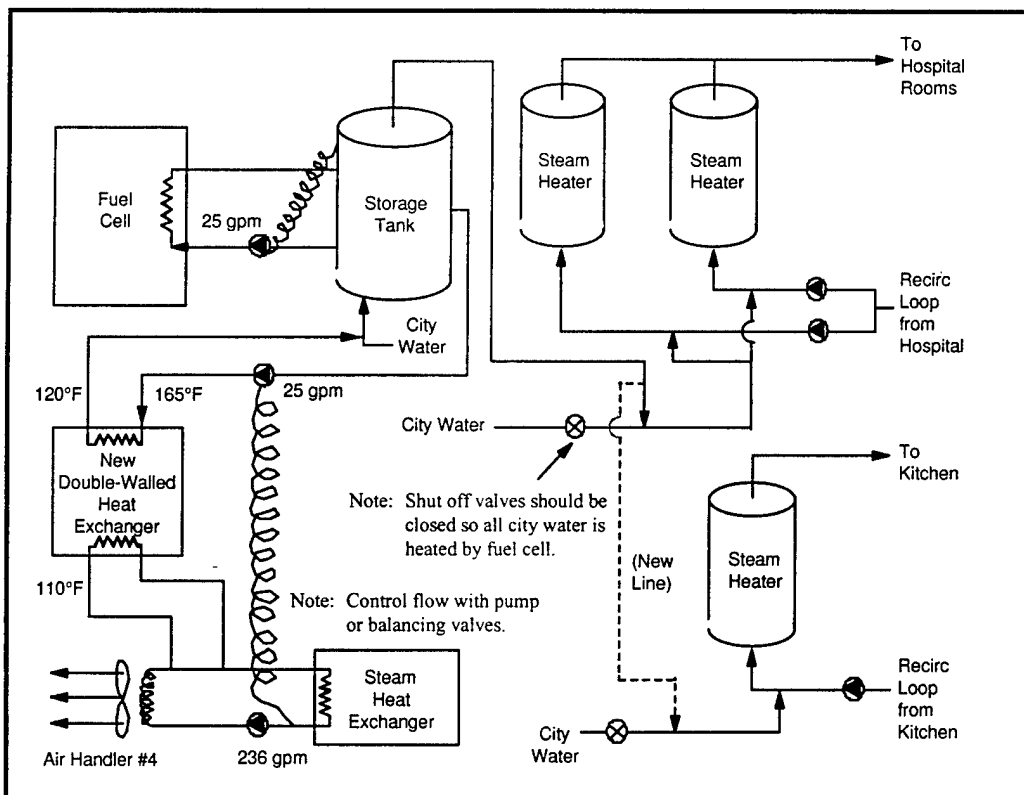 To
Hospital
Rooms
Steam
Heater
Steam
Heater
Fuel
Cell
25 gpm
Storage
Tank
City
Water
Recirc
Loop
from
Hospital
120°F
165°F
25 gpm
City Water
New
Double-Walled
Heat
Exchanger
Note: Shut off valves should be
closed so all city water is
heated by fuel cell.
To
Kitchen
Steam
Heater
(New
Line)
110°F
Note: Control flow with pump
or balancing valves.
Steam
Heat
Exchanger
Recirc
Loop
from
Kitchen
City
Water
236 gpm
Air Handler #4